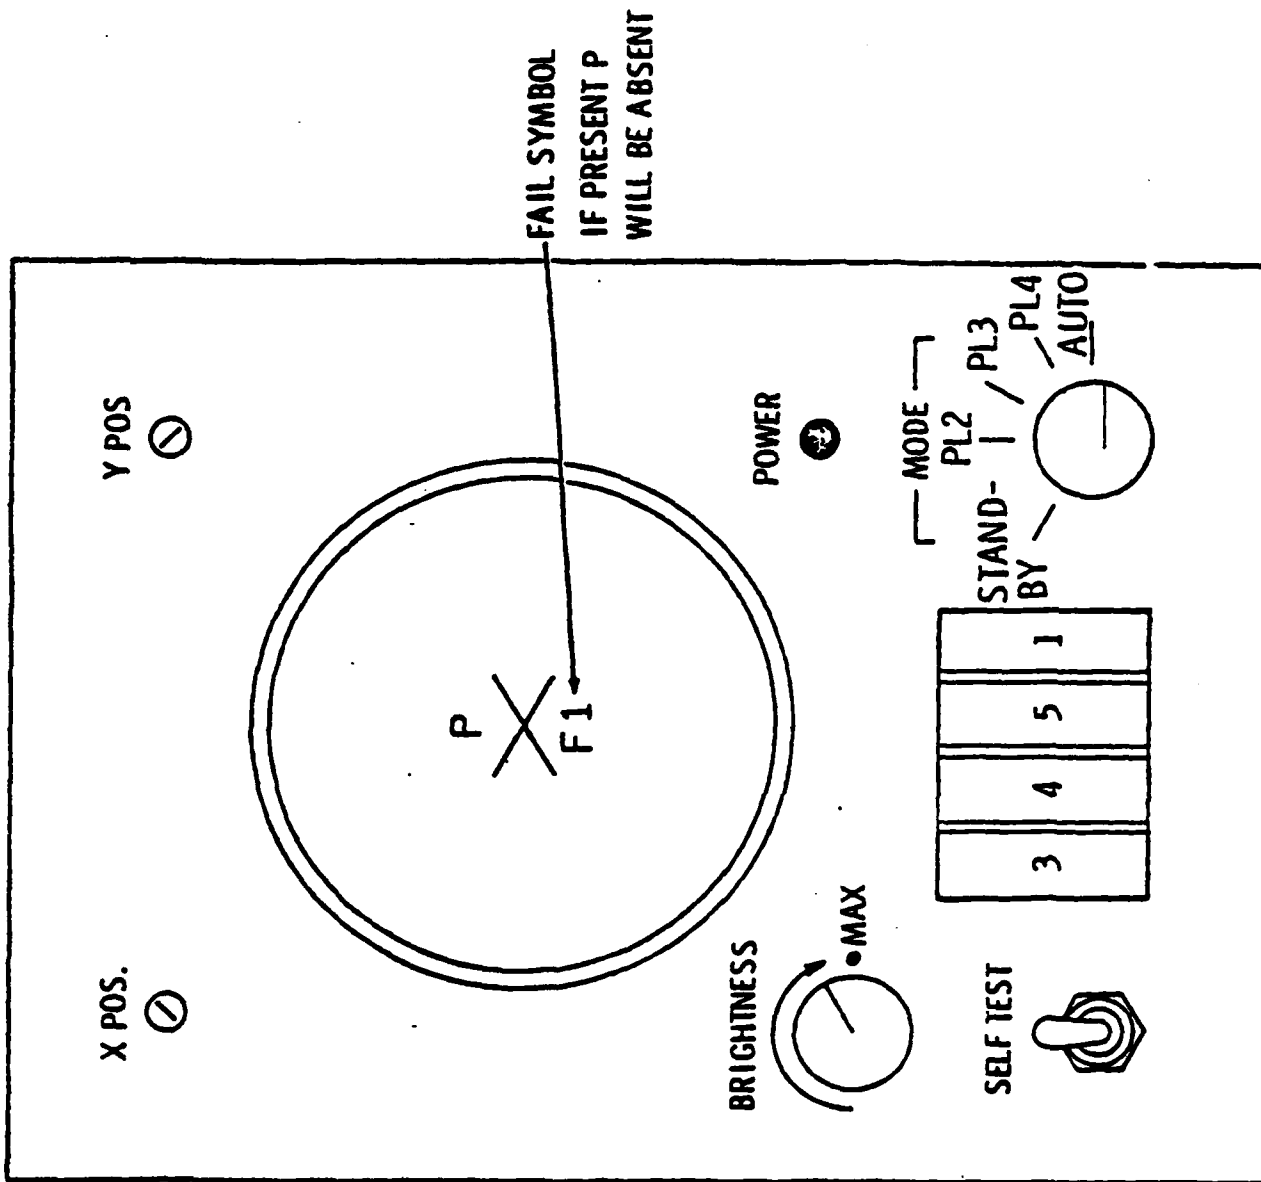 X POS.
Y POS
P
F1
FAIL SYMBOL
IF PRESENT P
WILL BE ABSENT
BRIGHTNESS
MAX
POWER
MODE
STAND-
BY
PL2
PL3
PL4
AUTO
SELF TEST
3 4 5 1